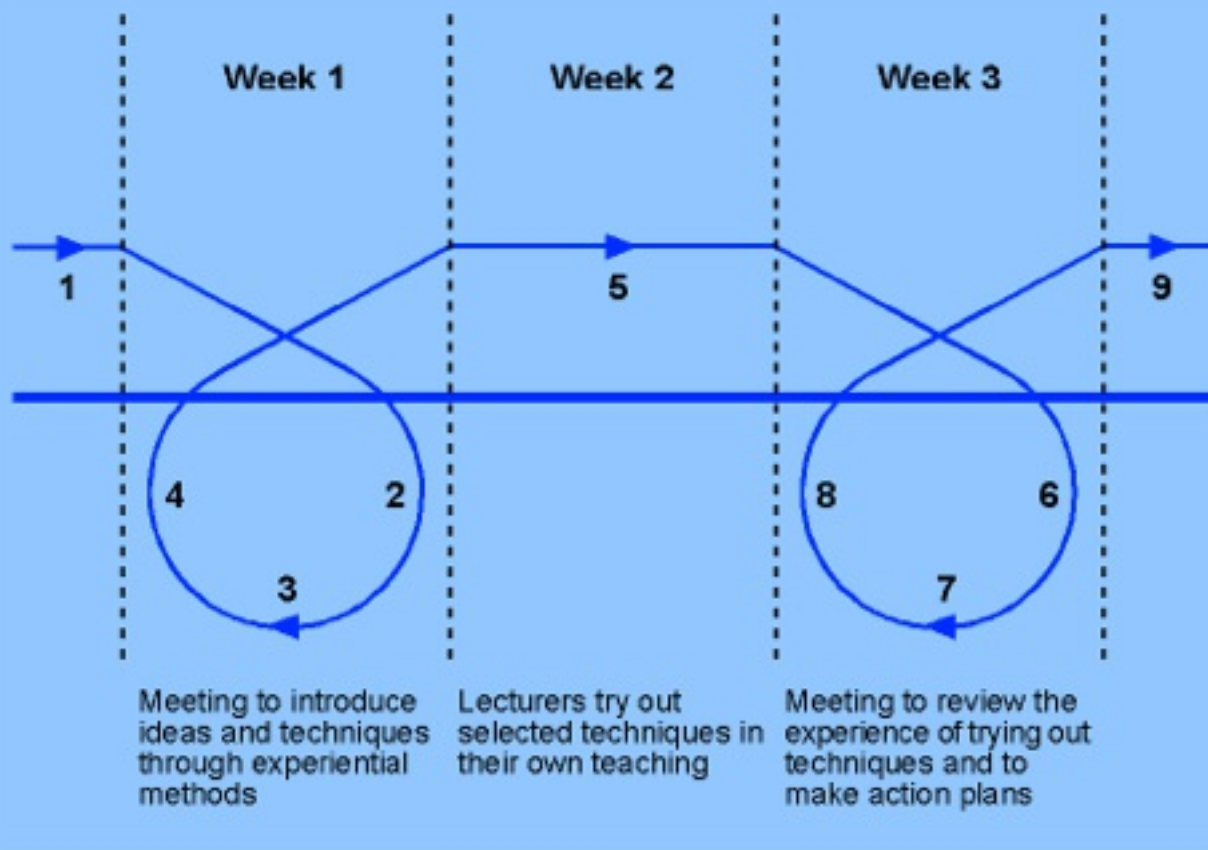 Week 1
Week 2
Week 3
1
5
9
4
2
8
6
3
7
Meeting to introduce
ideas and techniques
through experiential
methods
Lecturers try out
selected techniques in
their own teaching
Meeting to review the
experience of trying out
techniques and to
make action plans